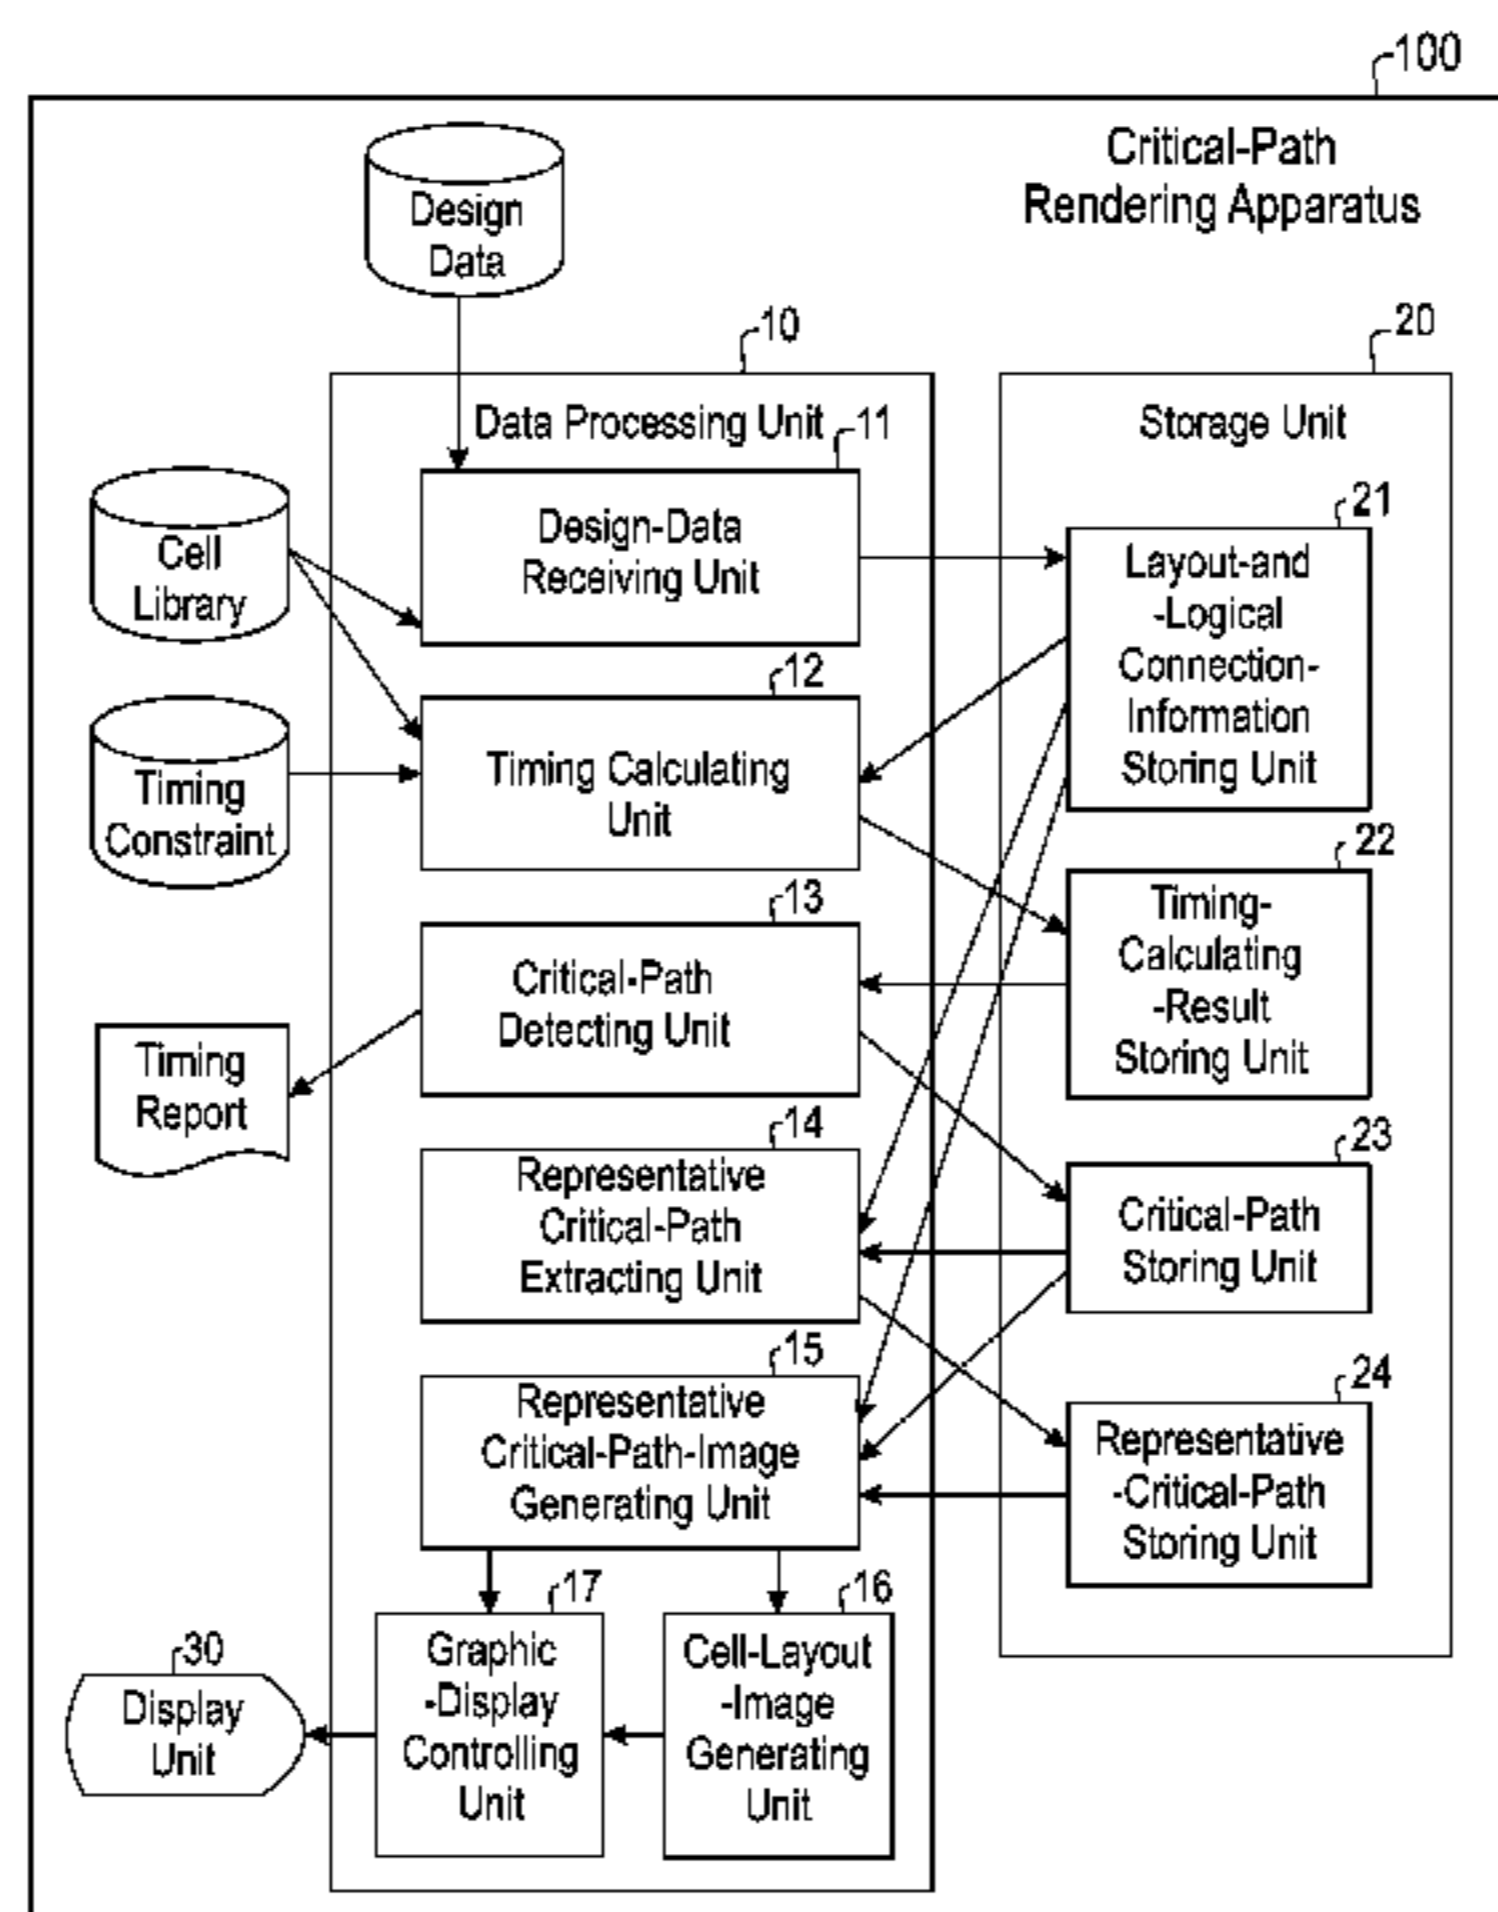 100
Critical-Path
Rendering Apparatus
Design
Data
10
20
Data Processing Unit
11
Storage Unit
Cell
Library
Design-Data
Receiving Unit
21
Layout-and
-Logical
Connection-
Information
Storing Unit
12
Timing
Constraint
Timing Calculating
Unit
22
Timing-
Calculating
-Result
Storing Unit
13
Critical-Path
Detecting Unit
Timing
Report
14
Representative
Critical-Path
Extracting Unit
23
Critical-Path
Storing Unit
15
Representative
Critical-Path-Image
Generating Unit
24
Representative
-Critical-Path
Storing Unit
17
Graphic
-Display
Controlling
Unit
16
Cell-Layout
-Image
Generating
Unit
30
Display
Unit